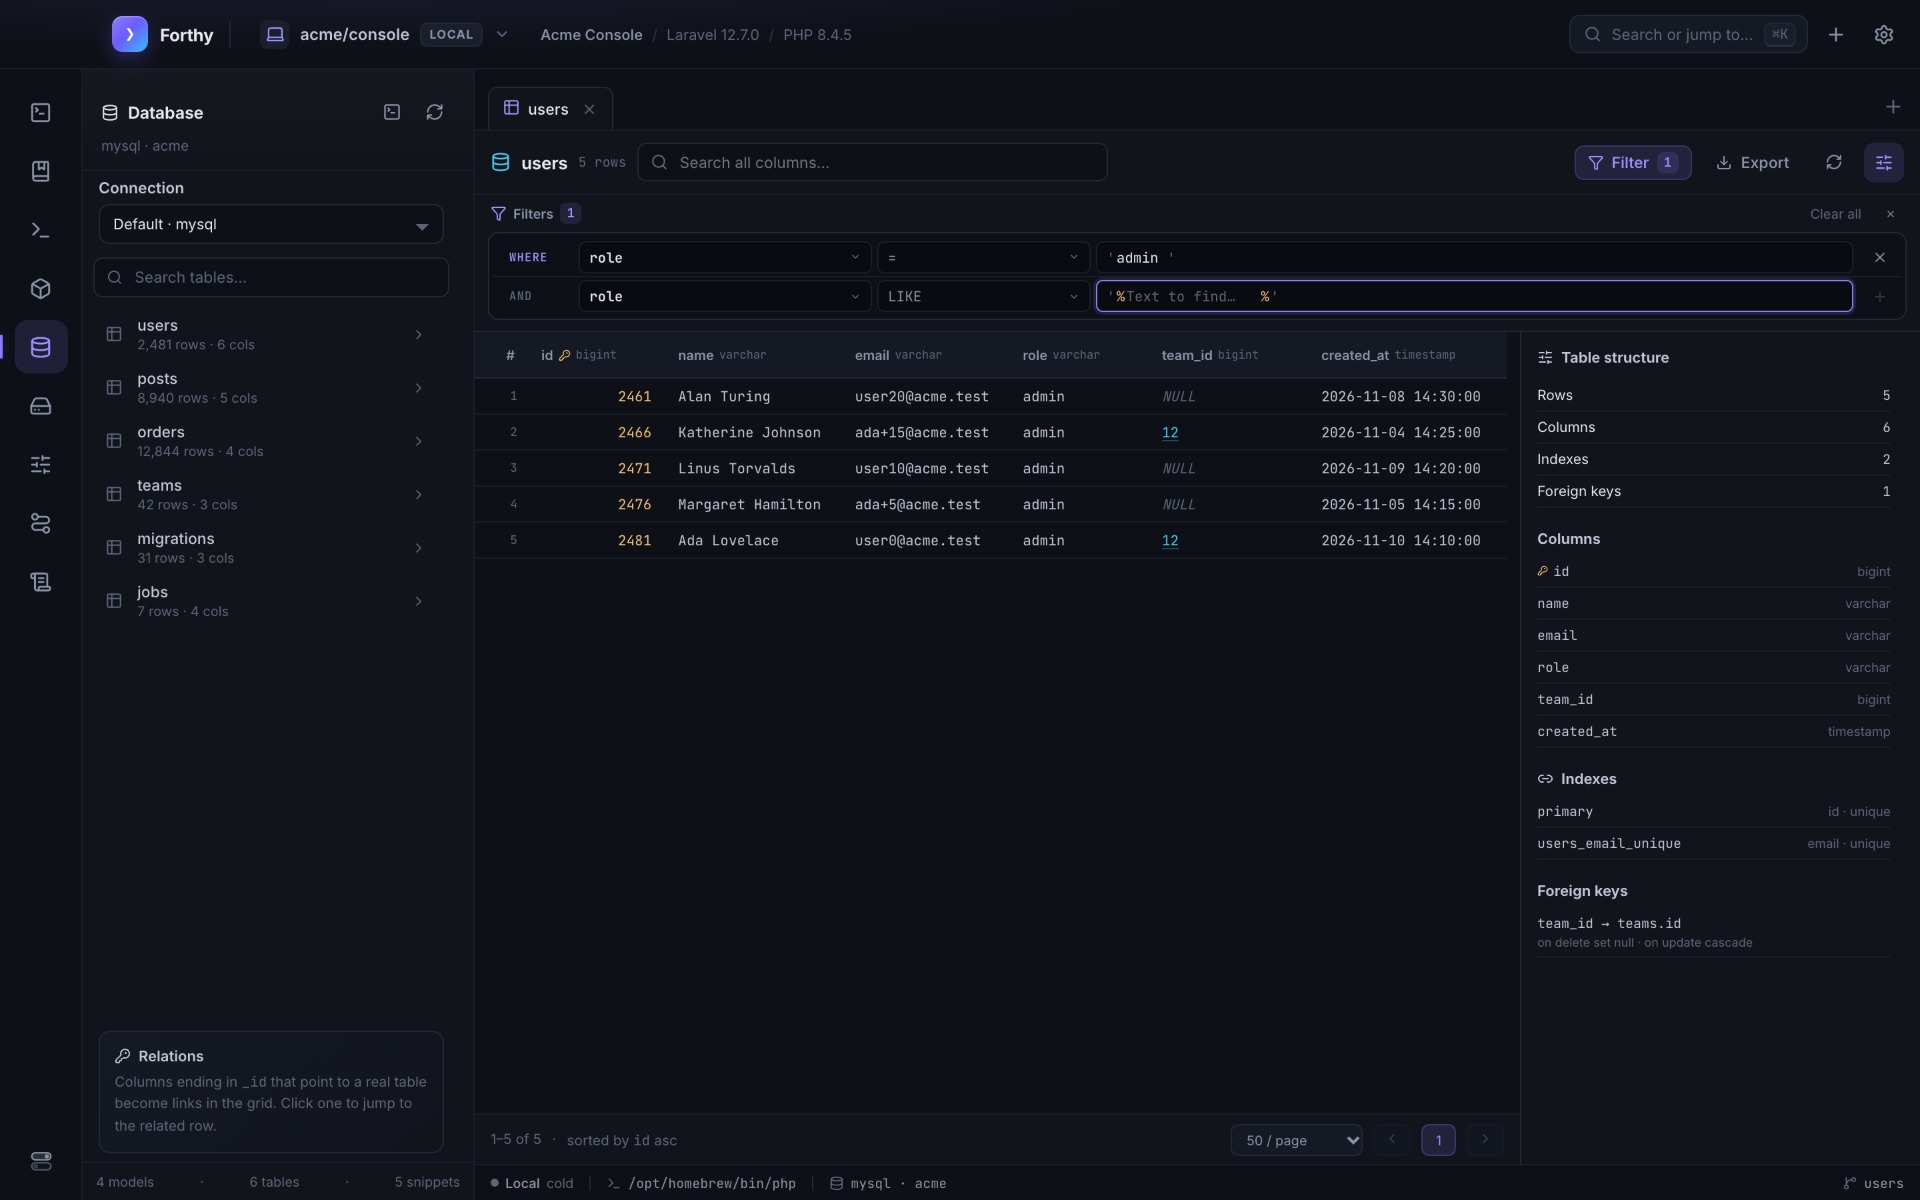 Forthy
acme/console LOCAL
Acme Console / Laravel 12.7.0 / PHP 8.4.5
Search or jump to... ⌘K
Database
mysql · acme
Connection
Default · mysql
Search tables...
users
2,481 rows · 6 cols
posts
8,940 rows · 5 cols
orders
12,844 rows · 4 cols
teams
42 rows · 3 cols
migrations
31 rows · 3 cols
jobs
7 rows · 4 cols
Relations
Columns ending in _id that point to a real table
become links in the grid. Click one to jump to
the related row.
4 models · 6 tables · 5 snippets
users
users 5 rows
Search all columns...
Filter 1
Export
Filters 1
Clear all
WHERE role = 'admin '
AND role LIKE '%Text to find… %'
# id bigint name varchar email varchar role varchar team_id bigint created_at timestamp
1 2461 Alan Turing user20@acme.test admin NULL 2026-11-08 14:30:00
2 2466 Katherine Johnson ada+15@acme.test admin 12 2026-11-04 14:25:00
3 2471 Linus Torvalds user10@acme.test admin NULL 2026-11-09 14:20:00
4 2476 Margaret Hamilton ada+5@acme.test admin NULL 2026-11-05 14:15:00
5 2481 Ada Lovelace user0@acme.test admin 12 2026-11-10 14:10:00
1–5 of 5 · sorted by id asc
50 / page
1
Table structure
Rows 5
Columns 6
Indexes 2
Foreign keys 1
Columns
id bigint
name varchar
email varchar
role varchar
team_id bigint
created_at timestamp
Indexes
primary id · unique
users_email_unique email · unique
Foreign keys
team_id → teams.id
on delete set null · on update cascade
Local cold
/opt/homebrew/bin/php
mysql · acme
users